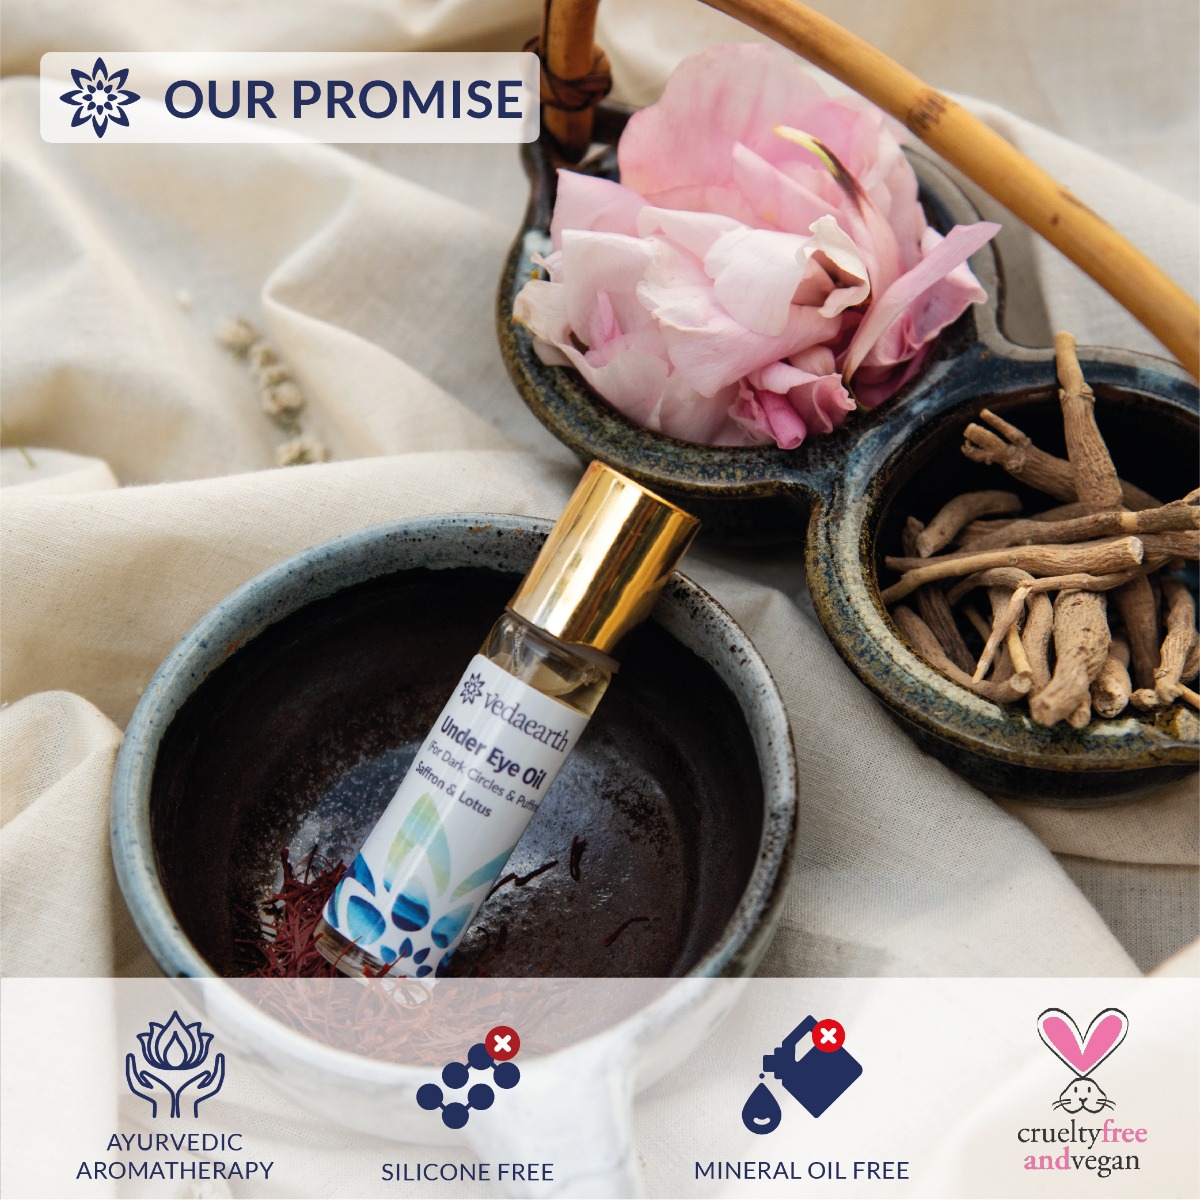 OUR PROMISE
vedaearth
Under Eye Oil
(For Dark Circles &
Saffron & Lotus
AYURVEDIC
AROMATHERAPY
SILICONE FREE
MINERAL OIL FREE
crueltyfree
andvegan